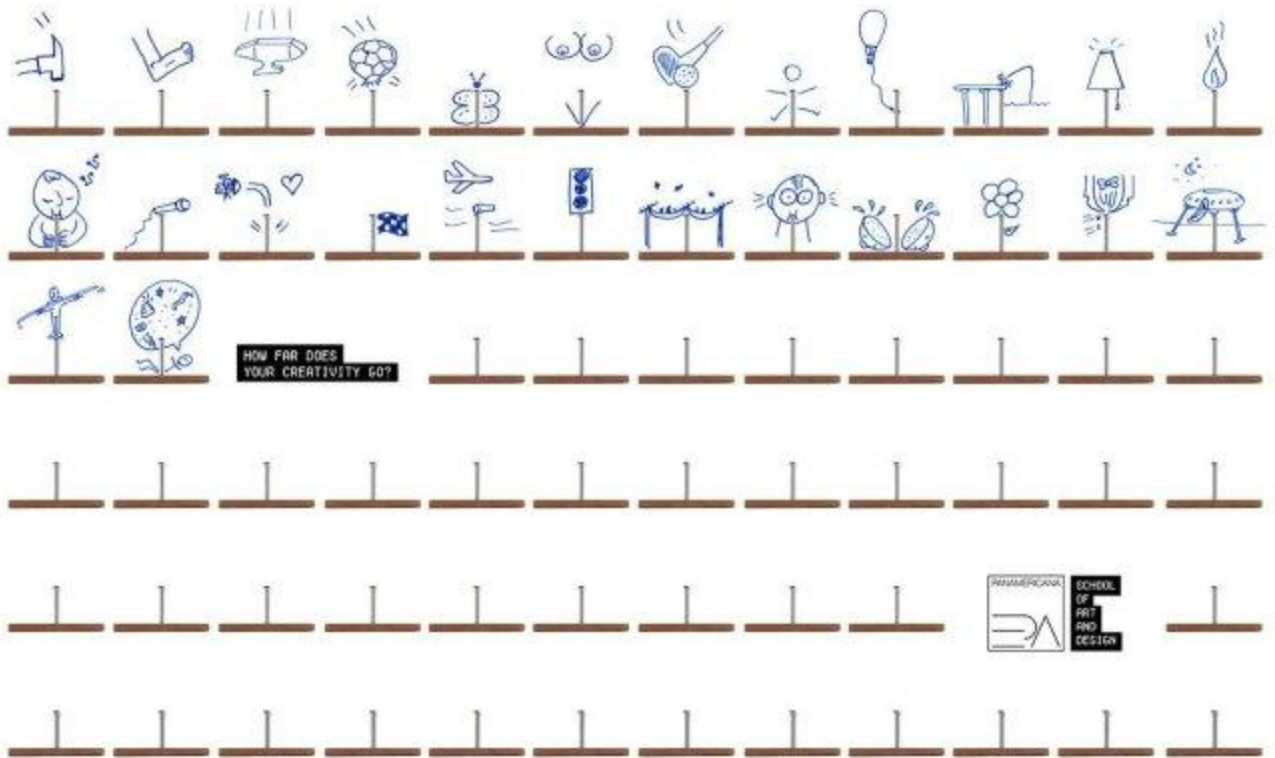 HOW FAR DOES
YOUR CREATIVITY GO?
PANAMERICANA
SCHOOL
OF
ART
AND
DESIGN